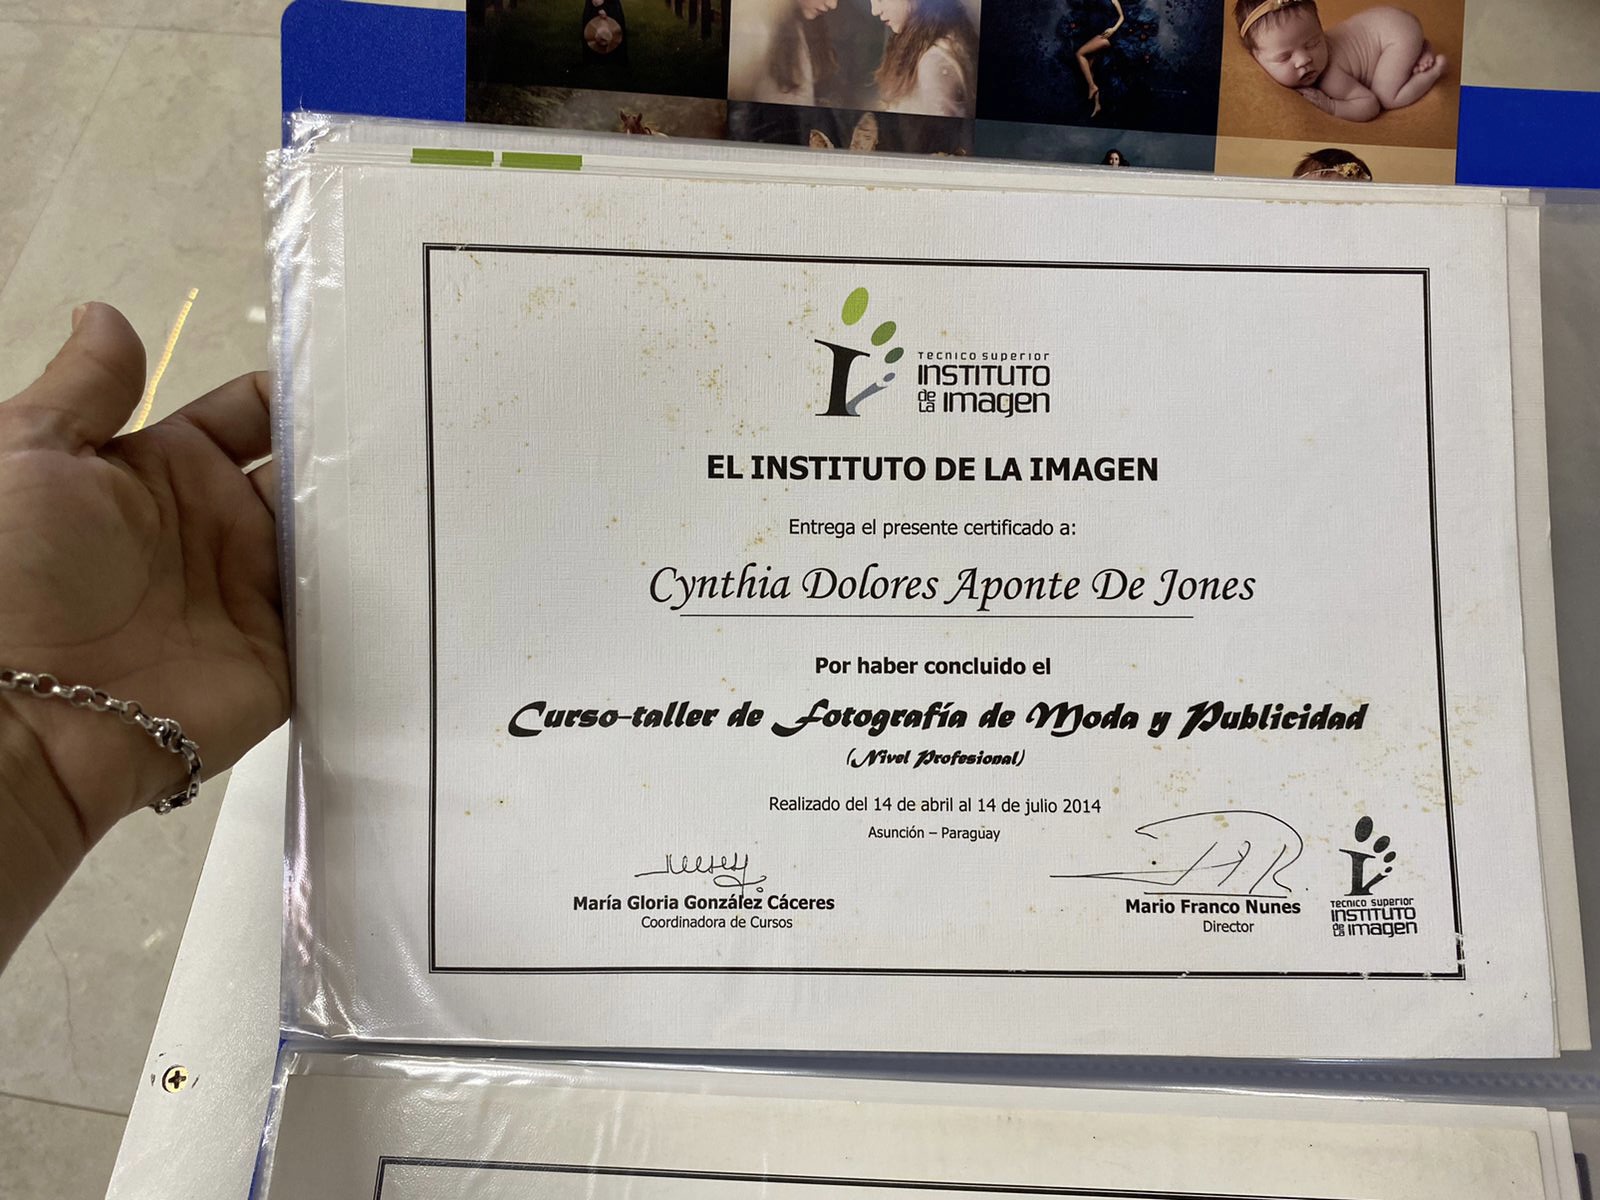 TECNICO SUPERIOR
INSTITUTO
de La imagen
EL INSTITUTO DE LA IMAGEN
Entrega el presente certificado a:
Cynthia Dolores Aponte De Jones
Por haber concluido el
Curso-taller de Fotografía de Moda y Publicidad
(Nivel Profesional)
Realizado del 14 de abril al 14 de julio 2014
Asunción – Paraguay
María Gloria González Cáceres
Coordinadora de Cursos
Mario Franco Nunes
Director
TECNICO SUPERIOR
INSTITUTO
de La imagen